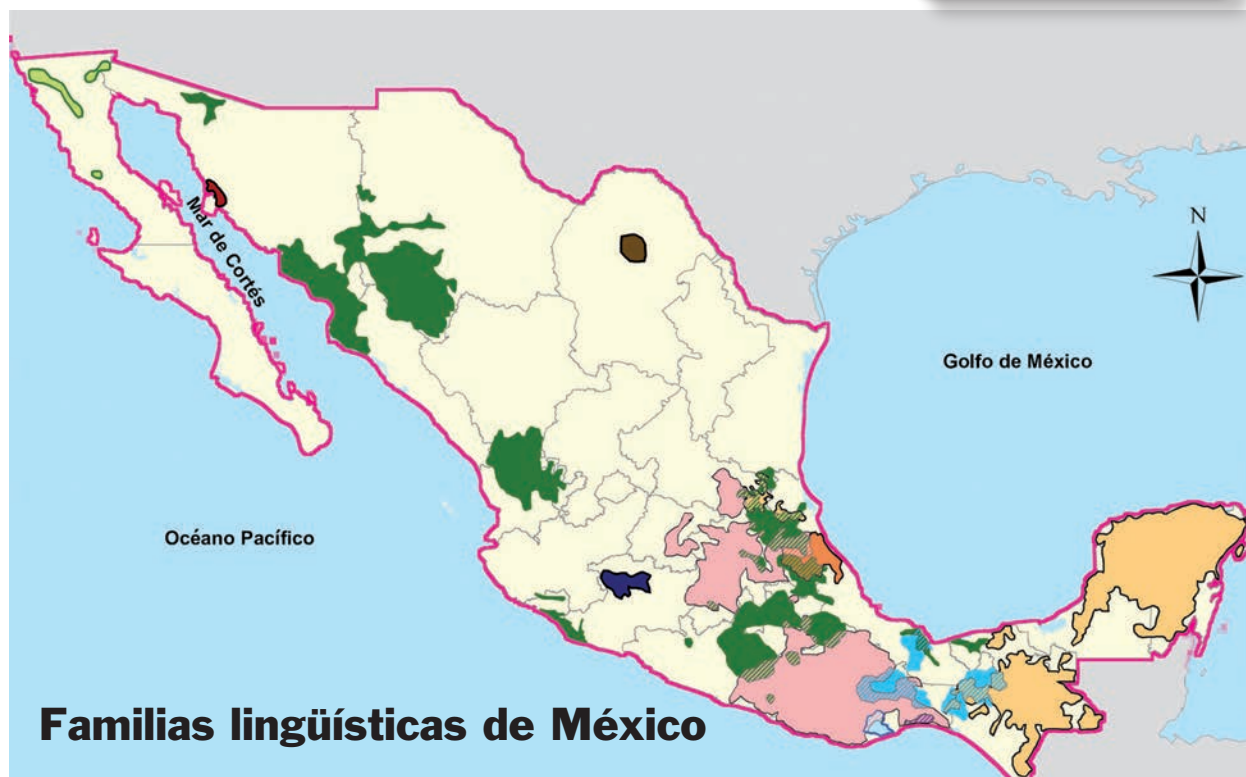 N
Mar de Cortés
Golfo de México
Océano Pacífico
Familias lingüísticas de México